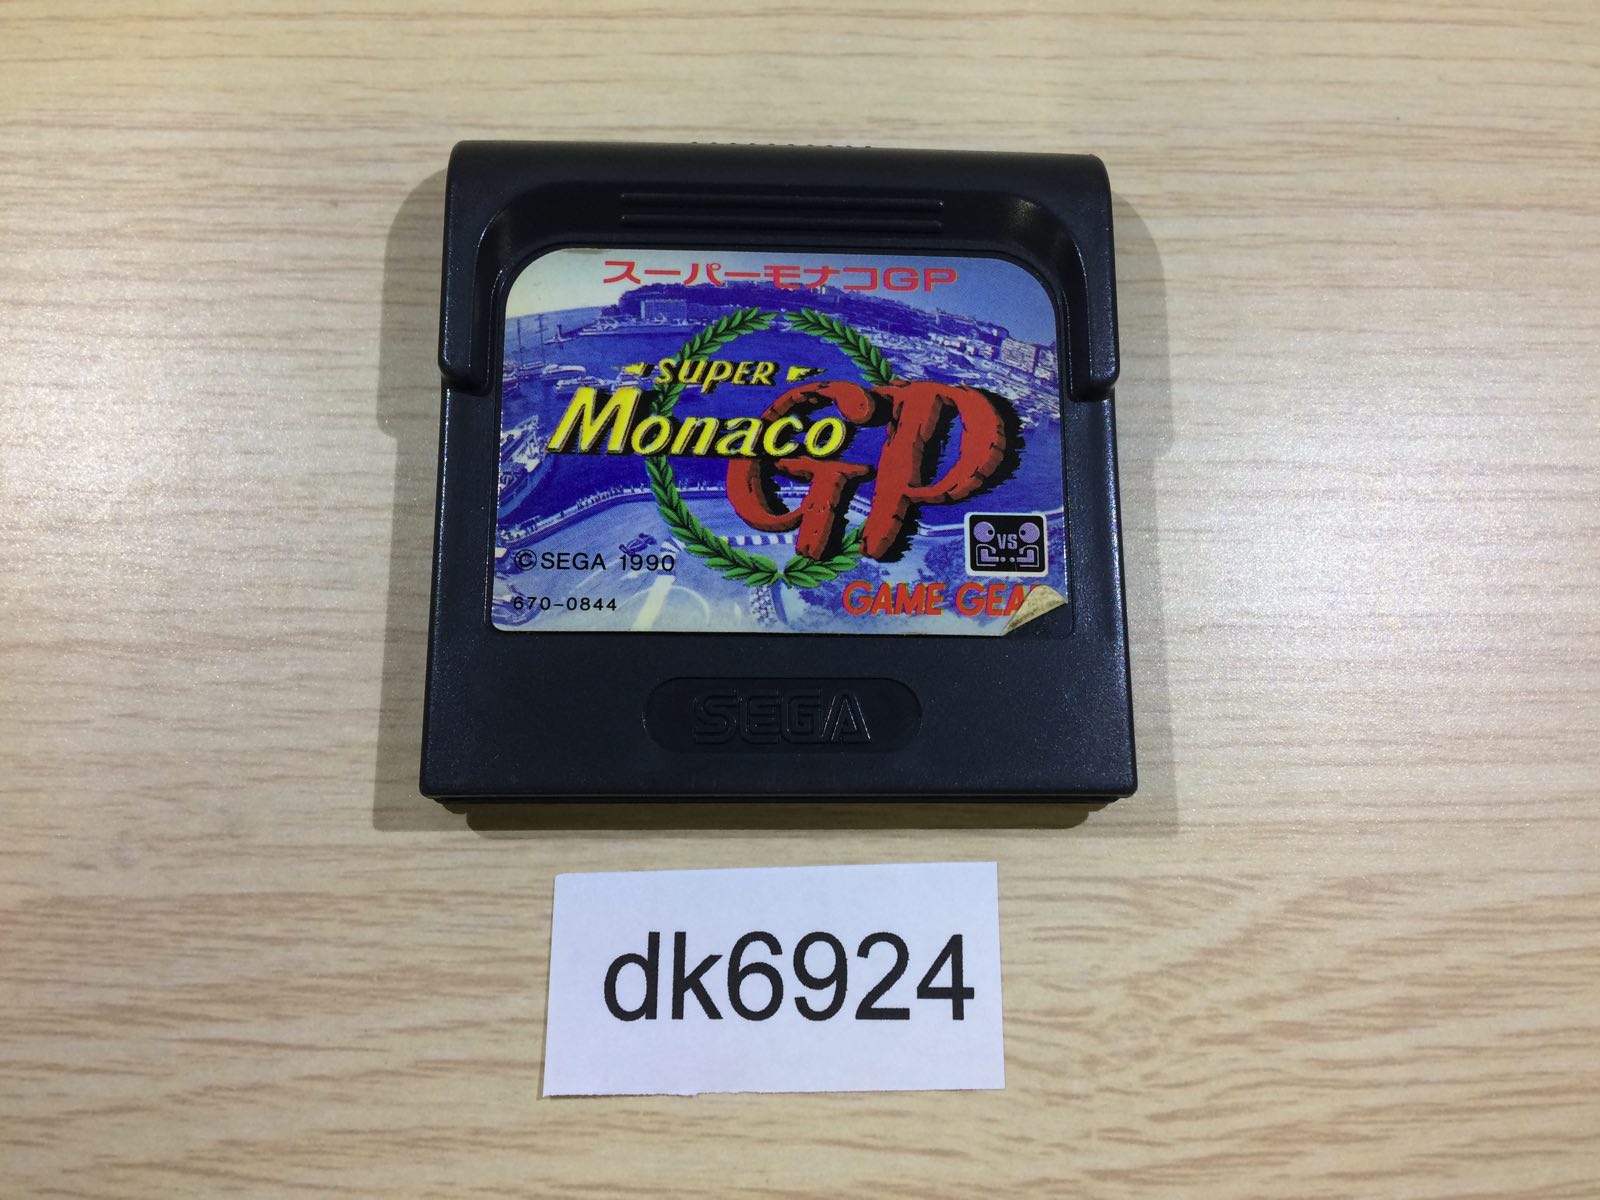 スーパーモナコGP
SUPER
Monaco
GP
VS
©SEGA 1990
670-0844
GAME GEA
SEGA
dk6924